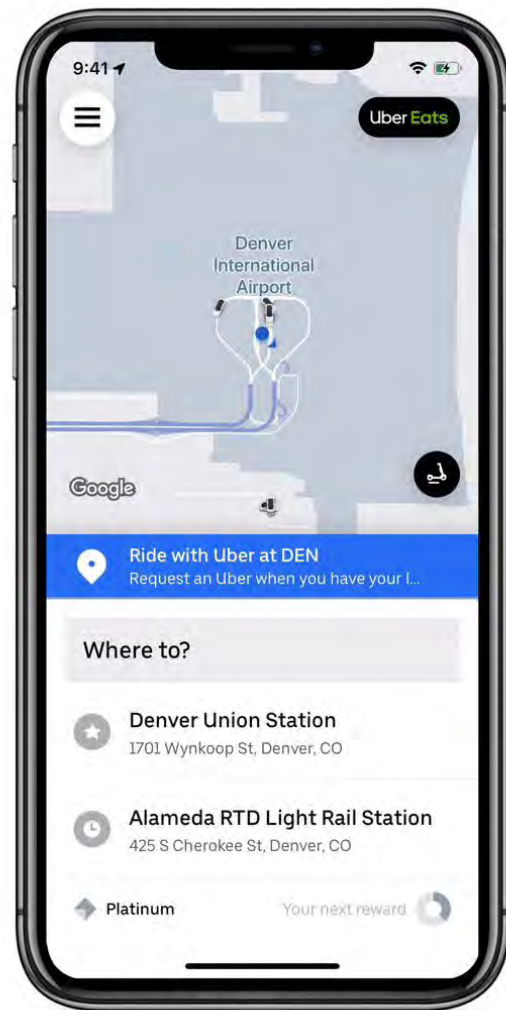 9:41
Uber Eats
Denver
International
Airport
Google
Ride with Uber at DEN
Request an Uber when you have your l...
Where to?
Denver Union Station
1701 Wynkoop St, Denver, CO
Alameda RTD Light Rail Station
425 S Cherokee St, Denver, CO
Platinum
Your next reward